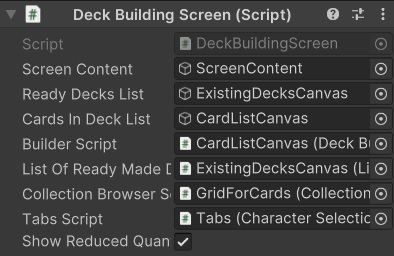 Deck Building Screen (Script)
Script DeckBuildingScreen
Screen Content ScreenContent
Ready Decks List ExistingDecksCanvas
Cards In Deck List CardListCanvas
Builder Script CardListCanvas (Deck Bu
List Of Ready Made D ExistingDecksCanvas (Li
Collection Browser S GridForCards (Collection
Tabs Script Tabs (Character Selectio
Show Reduced Quan